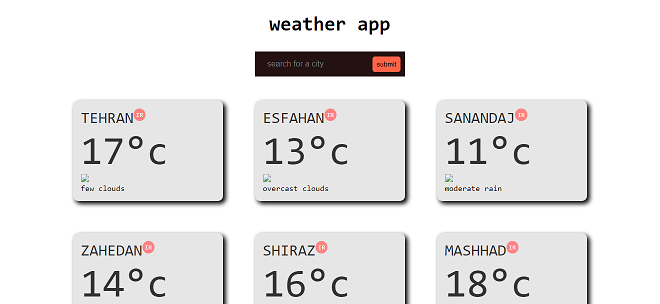 weather app
search for a city submit
TEHRAN IR ESFAHAN IR SANANDAJ IR
17°c 13°c 11°c
few clouds overcast clouds moderate rain
ZAHEDAN IR SHIRAZ IR MASHHAD IR
14°c 16°c 18°c